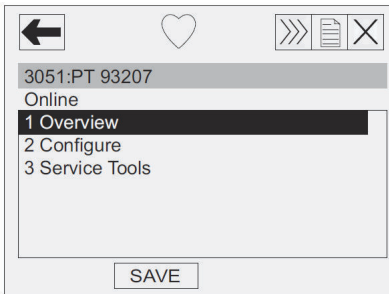 3051:PT 93207
Online
1 Overview
2 Configure
3 Service Tools
SAVE